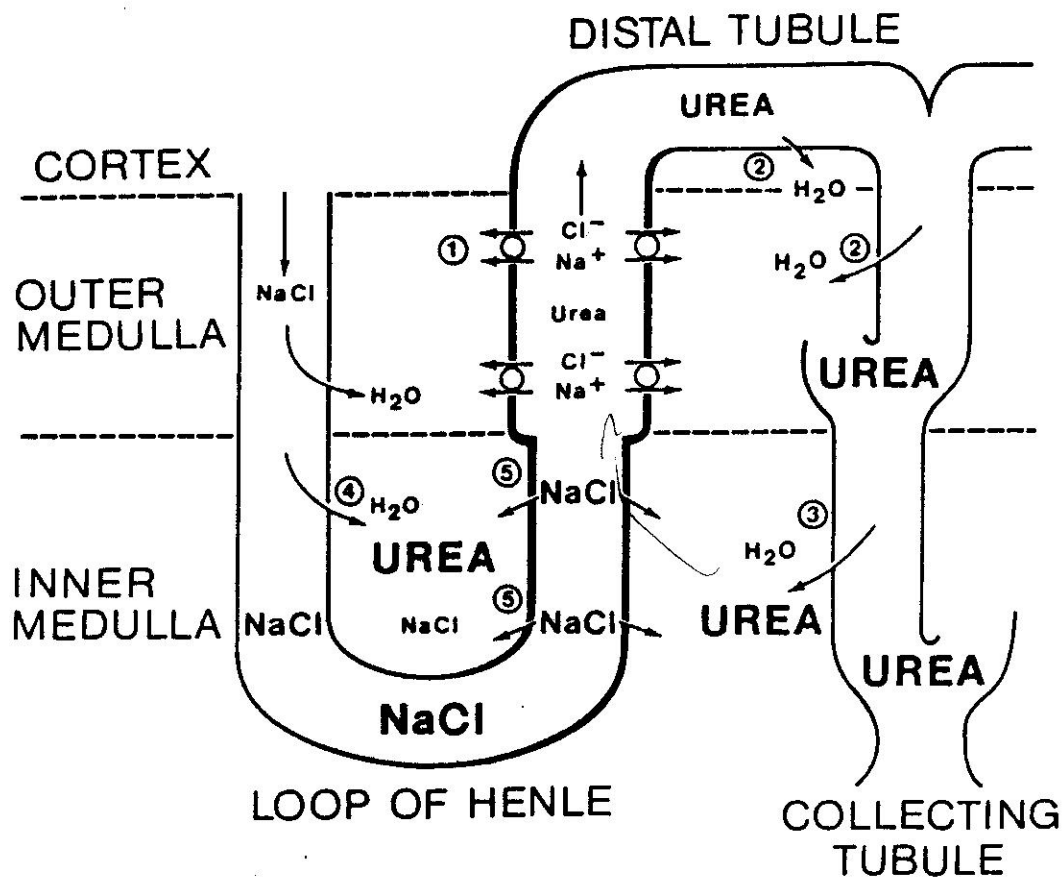 DISTAL TUBULE
UREA
CORTEX
② H₂O
① Cl⁻
Na⁺
H₂O ②
OUTER
MEDULLA
NaCl
Urea
Cl⁻
Na⁺
H₂O
UREA
④ H₂O
⑤ NaCl
③
H₂O
UREA
INNER
MEDULLA
NaCl
NaCl
⑤ NaCl
UREA
UREA
NaCl
LOOP OF HENLE
COLLECTING
TUBULE